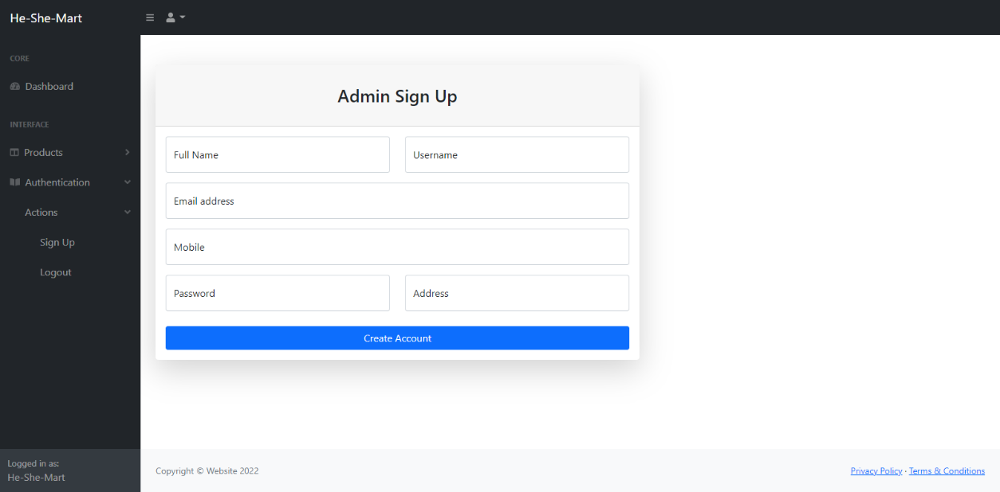 He-She-Mart
CORE
Dashboard
INTERFACE
Products
Authentication
Actions
Sign Up
Logout
Logged in as:
He-She-Mart
Admin Sign Up
Full Name
Username
Email address
Mobile
Password
Address
Create Account
Copyright © Website 2022
Privacy Policy · Terms & Conditions